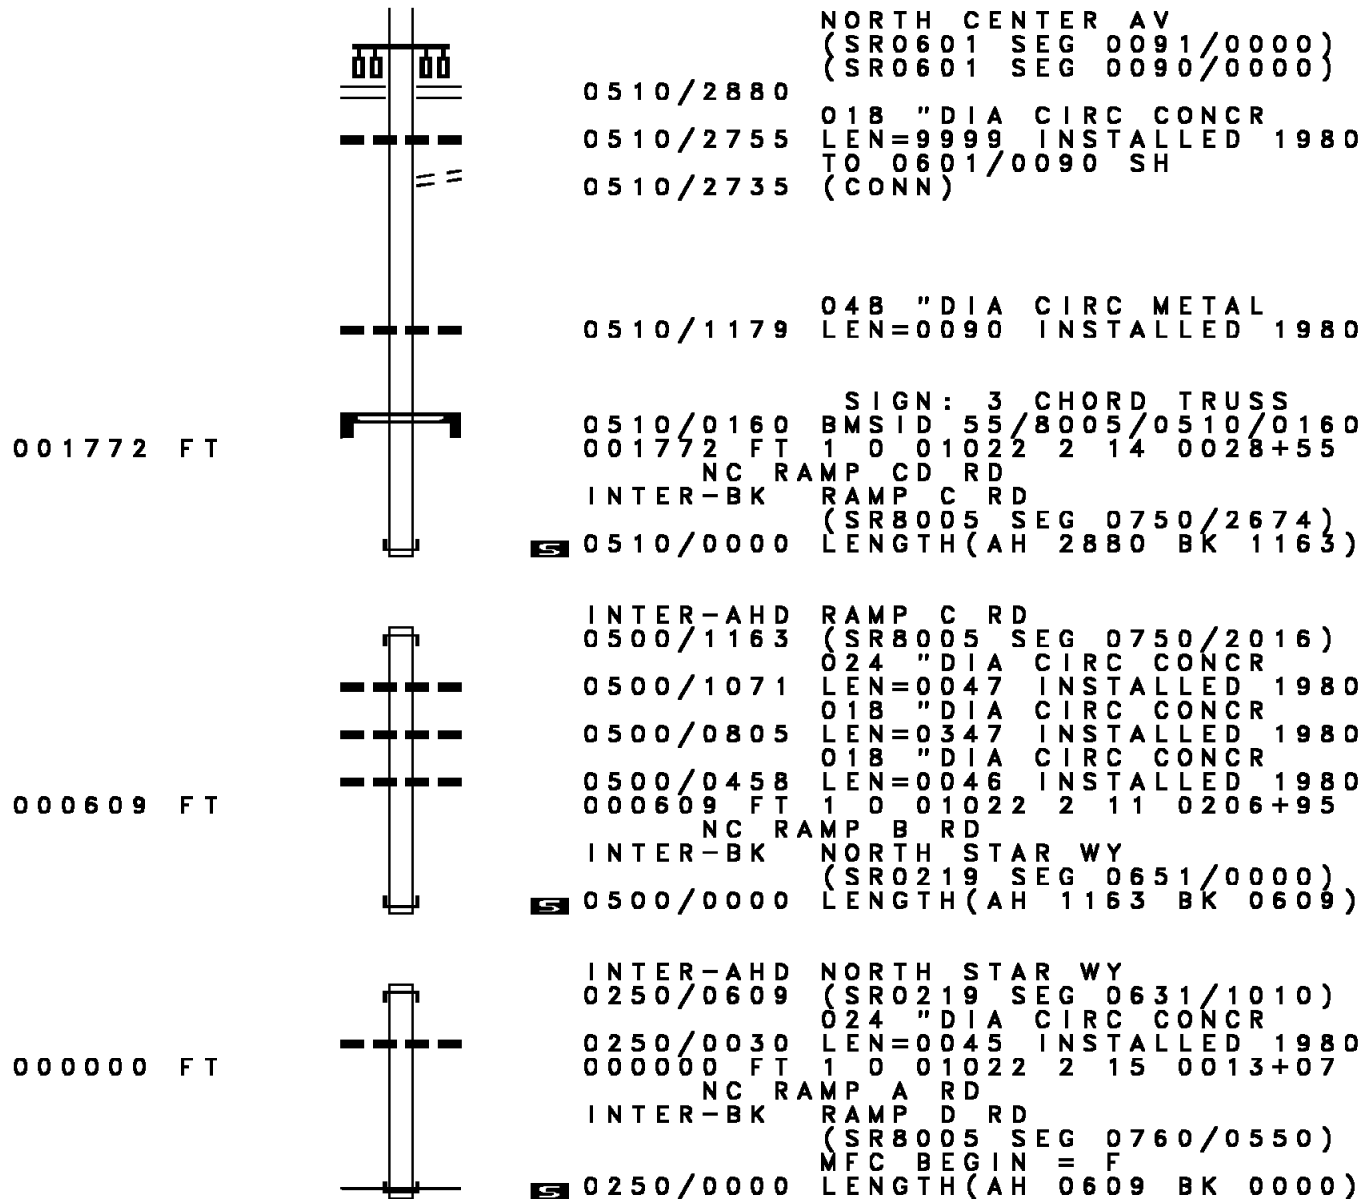 NORTH CENTER AV
(SR0601 SEG 0091/0000)
(SR0601 SEG 0090/0000)
0510/2880
018 "DIA CIRC CONCR
0510/2755 LEN=9999 INSTALLED 1980
TO 0601/0090 SH
0510/2735 (CONN)
048 "DIA CIRC METAL
0510/1179 LEN=0090 INSTALLED 1980
SIGN: 3 CHORD TRUSS
0510/0160 BMSID 55/8005/0510/0160
001772 FT 001772 FT 1 0 01022 2 14 0028+55
NC RAMP CD RD
INTER-BK RAMP C RD
(SR8005 SEG 0750/2674)
S 0510/0000 LENGTH(AH 2880 BK 1163)
INTER-AHD RAMP C RD
0500/1163 (SR8005 SEG 0750/2016)
024 "DIA CIRC CONCR
0500/1071 LEN=0047 INSTALLED 1980
018 "DIA CIRC CONCR
0500/0805 LEN=0347 INSTALLED 1980
018 "DIA CIRC CONCR
0500/0458 LEN=0046 INSTALLED 1980
000609 FT 000609 FT 1 0 01022 2 11 0206+95
NC RAMP B RD
INTER-BK NORTH STAR WY
(SR0219 SEG 0651/0000)
S 0500/0000 LENGTH(AH 1163 BK 0609)
INTER-AHD NORTH STAR WY
0250/0609 (SR0219 SEG 0631/1010)
024 "DIA CIRC CONCR
0250/0030 LEN=0045 INSTALLED 1980
000000 FT 000000 FT 1 0 01022 2 15 0013+07
NC RAMP A RD
INTER-BK RAMP D RD
(SR8005 SEG 0760/0550)
MFC BEGIN = F
S 0250/0000 LENGTH(AH 0609 BK 0000)